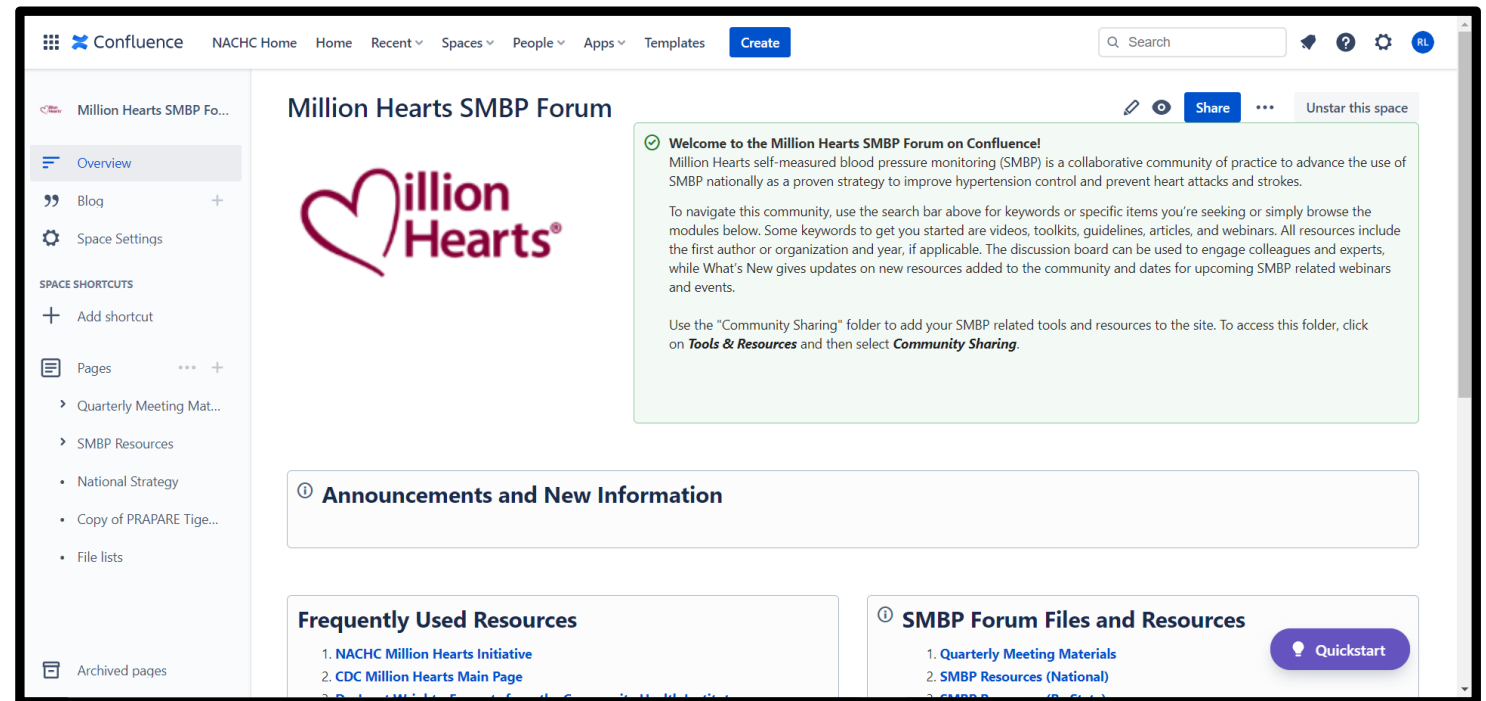 Confluence NACHC Home Home Recent Spaces People Apps Templates Create Search RL
Million Hearts SMBP Fo...
Overview
Blog
Space Settings
SPACE SHORTCUTS
Add shortcut
Pages
Quarterly Meeting Mat...
SMBP Resources
National Strategy
Copy of PRAPARE Tige...
File lists
Archived pages
Million Hearts SMBP Forum
Share
Unstar this space
Million
Hearts®
Welcome to the Million Hearts SMBP Forum on Confluence!
Million Hearts self-measured blood pressure monitoring (SMBP) is a collaborative community of practice to advance the use of
SMBP nationally as a proven strategy to improve hypertension control and prevent heart attacks and strokes.
To navigate this community, use the search bar above for keywords or specific items you're seeking or simply browse the
modules below. Some keywords to get you started are videos, toolkits, guidelines, articles, and webinars. All resources include
the first author or organization and year, if applicable. The discussion board can be used to engage colleagues and experts,
while What's New gives updates on new resources added to the community and dates for upcoming SMBP related webinars
and events.
Use the "Community Sharing" folder to add your SMBP related tools and resources to the site. To access this folder, click
on Tools & Resources and then select Community Sharing.
Announcements and New Information
Frequently Used Resources
1. NACHC Million Hearts Initiative
2. CDC Million Hearts Main Page
SMBP Forum Files and Resources
1. Quarterly Meeting Materials
2. SMBP Resources (National)
Quickstart